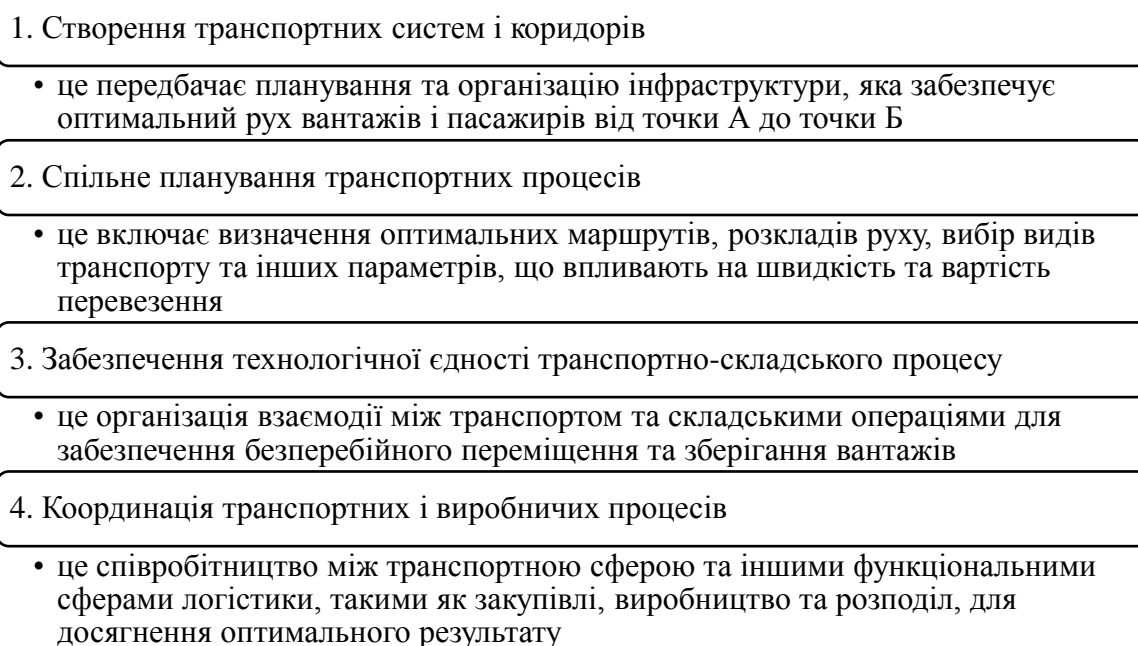 1. Створення транспортних систем і коридорів
• це передбачає планування та організацію інфраструктури, яка забезпечує
оптимальний рух вантажів і пасажирів від точки А до точки Б
2. Спільне планування транспортних процесів
• це включає визначення оптимальних маршрутів, розкладів руху, вибір видів
транспорту та інших параметрів, що впливають на швидкість та вартість
перевезення
3. Забезпечення технологічної єдності транспортно-складського процесу
• це організація взаємодії між транспортом та складськими операціями для
забезпечення безперебійного переміщення та зберігання вантажів
4. Координація транспортних і виробничих процесів
• це співробітництво між транспортною сферою та іншими функціональними
сферами логістики, такими як закупівлі, виробництво та розподіл, для
досягнення оптимального результату